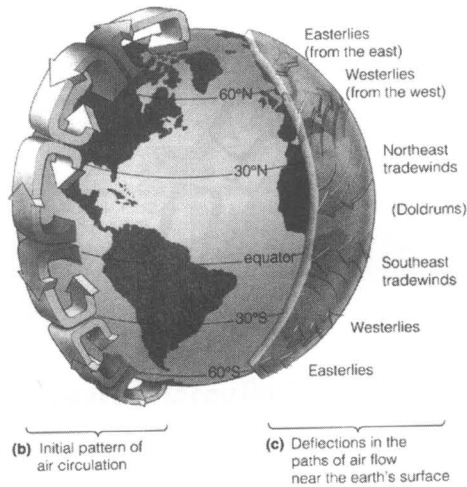 Easterlies
(from the east)
Westerlies
(from the west)
60°N
Northeast
tradewinds
30°N
(Doldrums)
equator
Southeast
tradewinds
30°S
Westerlies
60°S
Easterlies
(b) Initial pattern of
air circulation
(c) Deflections in the
paths of air flow
near the earth's surface